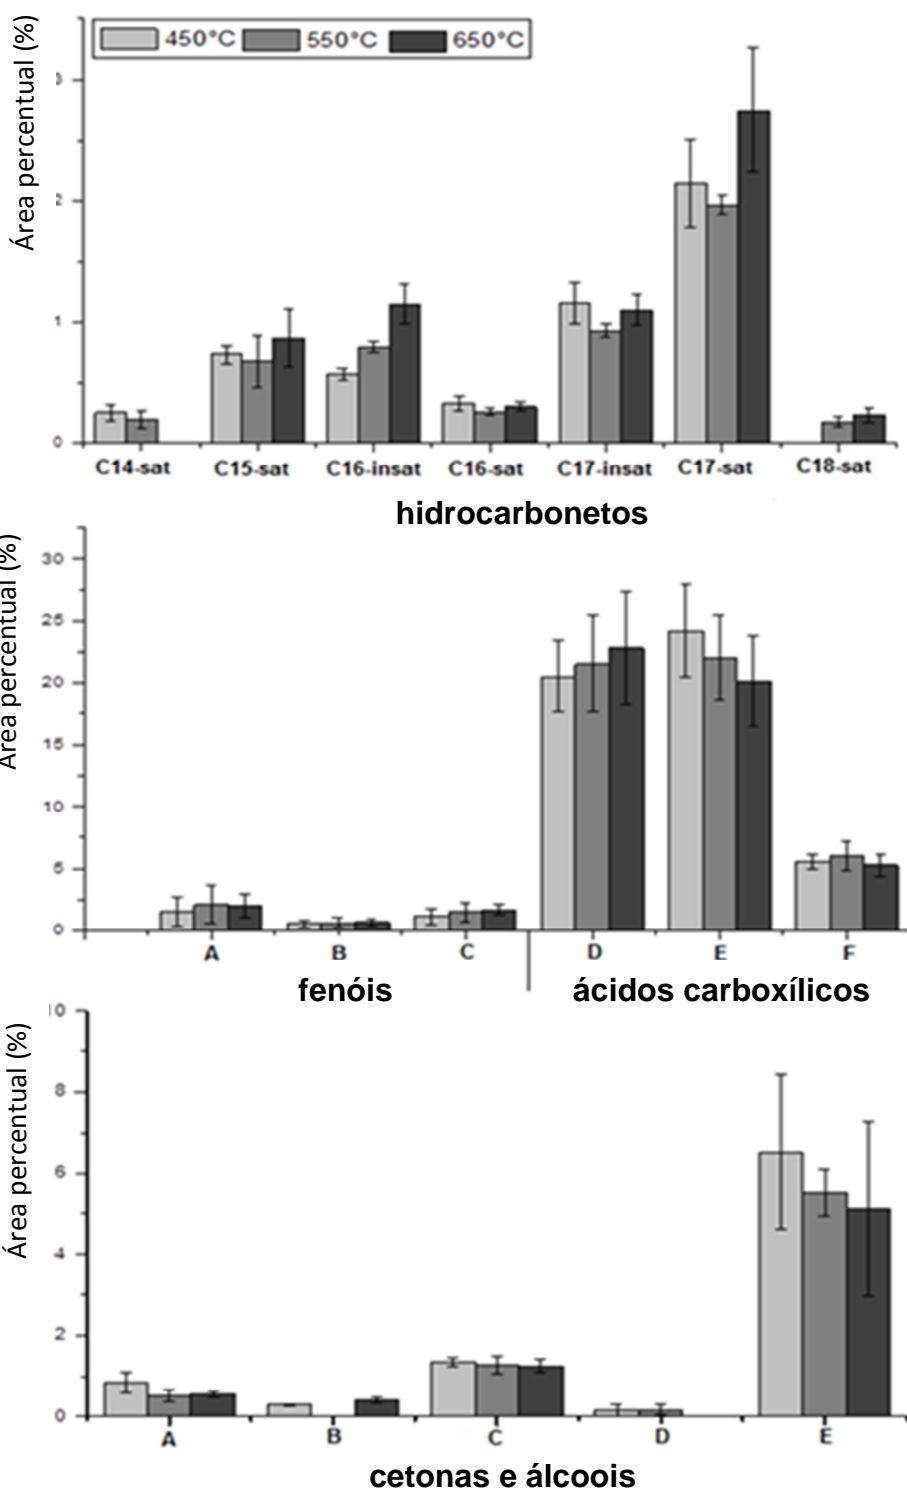 450°C 550°C 650°C
Área percentual (%)
3
2
1
0
C14-sat C15-sat C16-insat C16-sat C17-insat C17-sat C18-sat
hidrocarbonetos
Área percentual (%)
30
25
20
15
10
5
0
A B C D E F
fenóis ácidos carboxílicos
Área percentual (%)
10
8
6
4
2
0
A B C D E
cetonas e álcoois